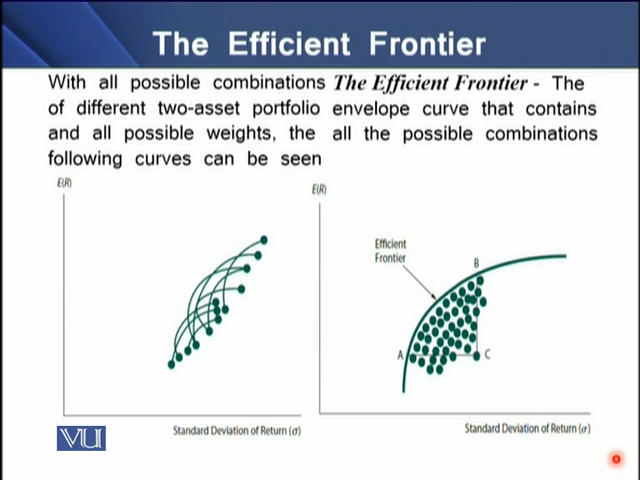 The Efficient Frontier
With all possible combinations
of different two-asset portfolio
and all possible weights, the
following curves can be seen
The Efficient Frontier - The
envelope curve that contains
all the possible combinations
E(R)
Standard Deviation of Return (σ)
E(R)
Efficient
Frontier
B
A
C
Standard Deviation of Return (σ)
VU